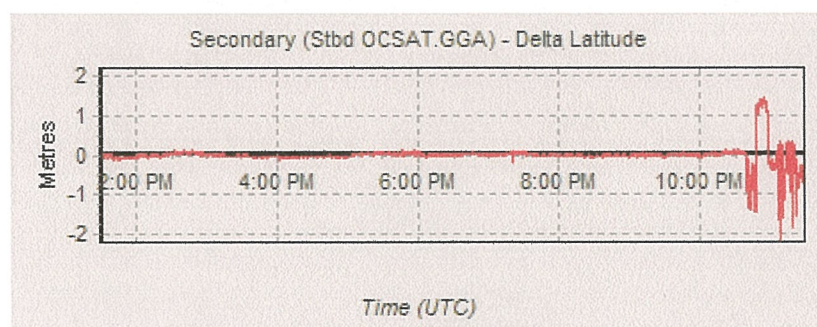 Secondary (Stbd OCSAT.GGA) - Delta Latitude
2
1
0
-1
-2
Metres
2:00 PM 4:00 PM 6:00 PM 8:00 PM 10:00 PM
Time (UTC)